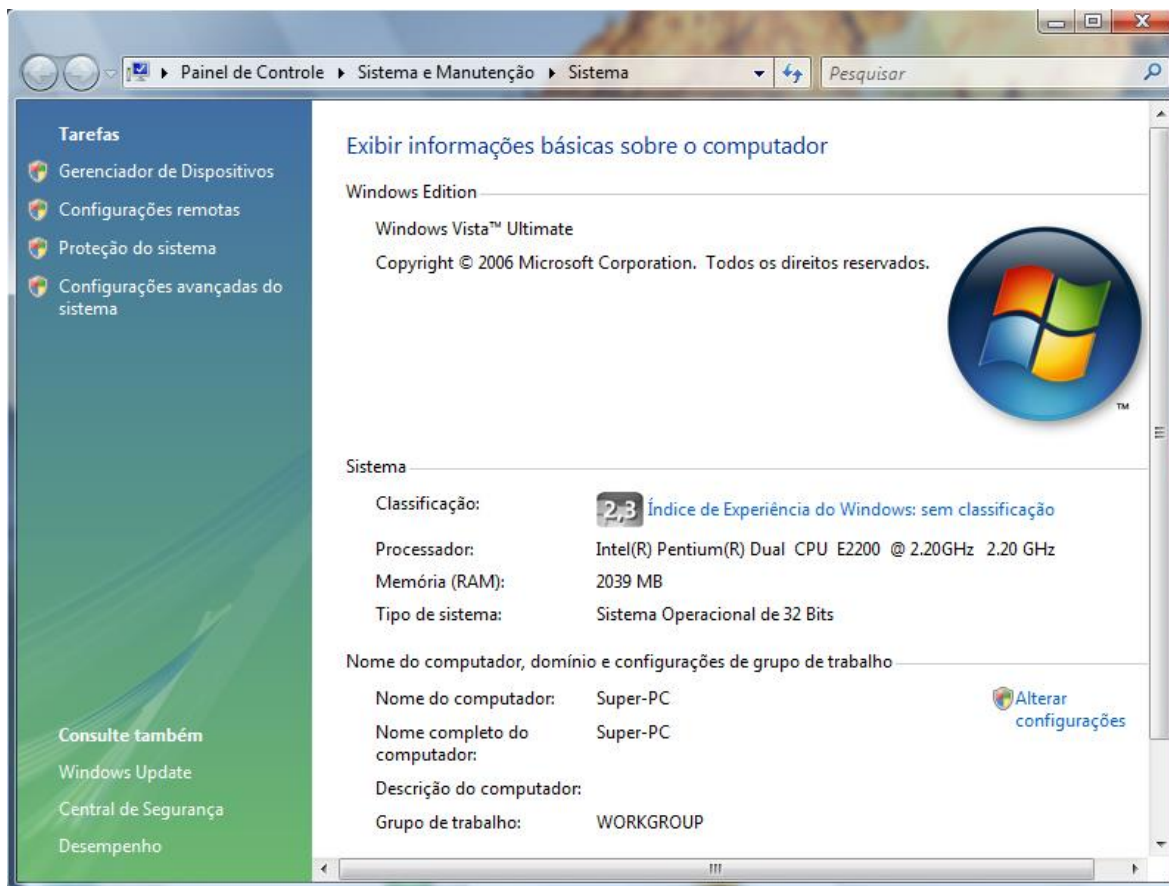 Painel de Controle ▸ Sistema e Manutenção ▸ Sistema
Pesquisar
Tarefas
Gerenciador de Dispositivos
Configurações remotas
Proteção do sistema
Configurações avançadas do
sistema
Consulte também
Windows Update
Central de Segurança
Desempenho
Exibir informações básicas sobre o computador
Windows Edition
Windows Vista™ Ultimate
Copyright © 2006 Microsoft Corporation. Todos os direitos reservados.
TM
Sistema
Classificação: 2,3 Índice de Experiência do Windows: sem classificação
Processador: Intel(R) Pentium(R) Dual CPU E2200 @ 2.20GHz 2.20 GHz
Memória (RAM): 2039 MB
Tipo de sistema: Sistema Operacional de 32 Bits
Nome do computador, domínio e configurações de grupo de trabalho
Nome do computador: Super-PC
Alterar
configurações
Nome completo do
computador:
Super-PC
Descrição do computador:
Grupo de trabalho: WORKGROUP